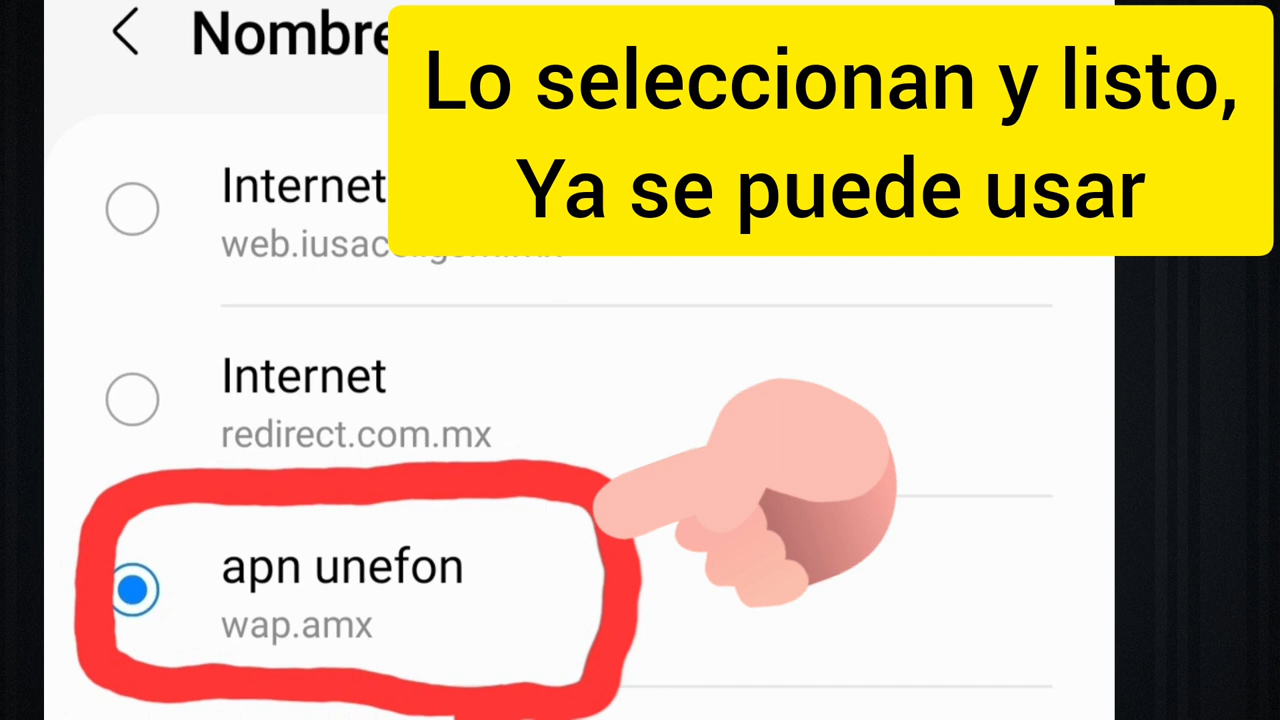 Nombre
Lo seleccionan y listo,
Ya se puede usar
Internet
Internet
redirect.com.mx
apn unefon
wap.amx